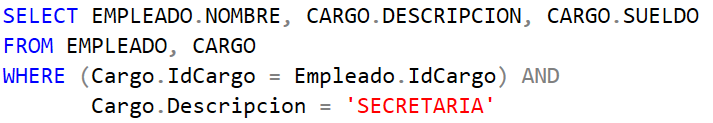 SELECT EMPLEADO.NOMBRE, CARGO.DESCRIPCION, CARGO.SUELDO
FROM EMPLEADO, CARGO
WHERE (Cargo.IdCargo = Empleado.IdCargo) AND
Cargo.Descripcion = 'SECRETARIA'